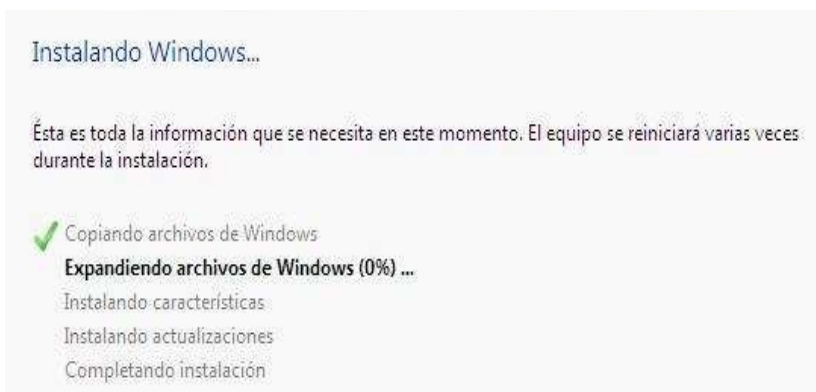 Instalando Windows...
Ésta es toda la información que se necesita en este momento. El equipo se reiniciará varias veces
durante la instalación.
Copiando archivos de Windows
Expandiendo archivos de Windows (0%) ...
Instalando características
Instalando actualizaciones
Completando instalación